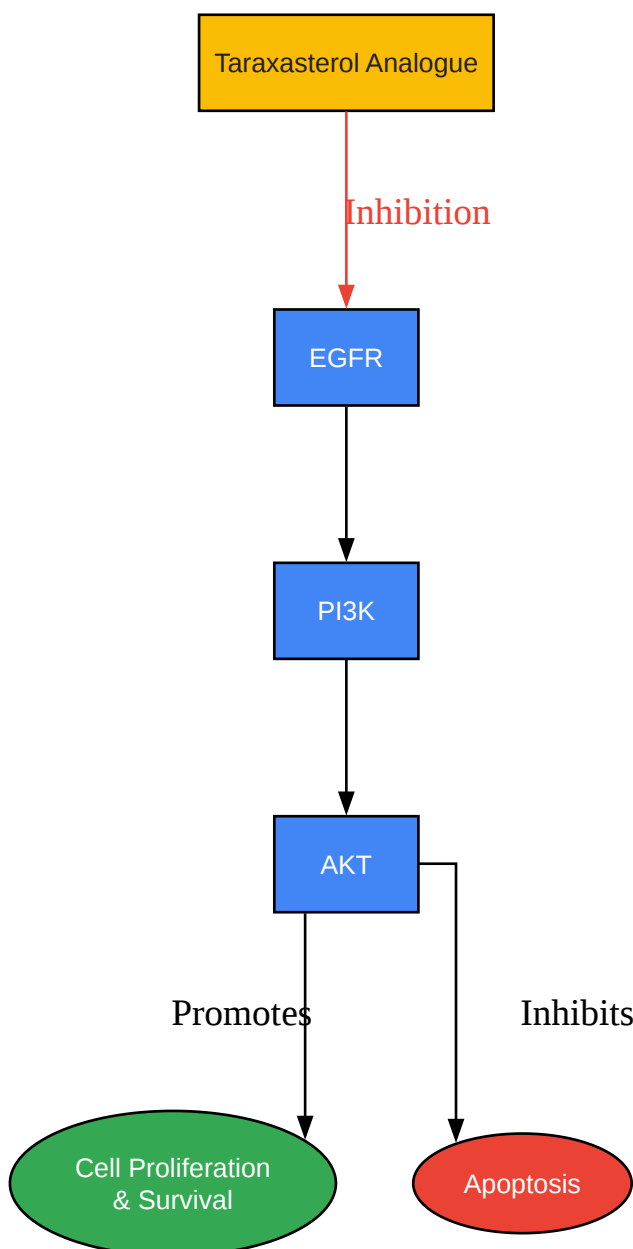 Taraxasterol Analogue
Inhibition
EGFR
PI3K
AKT
Promotes
Inhibits
Cell Proliferation
& Survival
Apoptosis